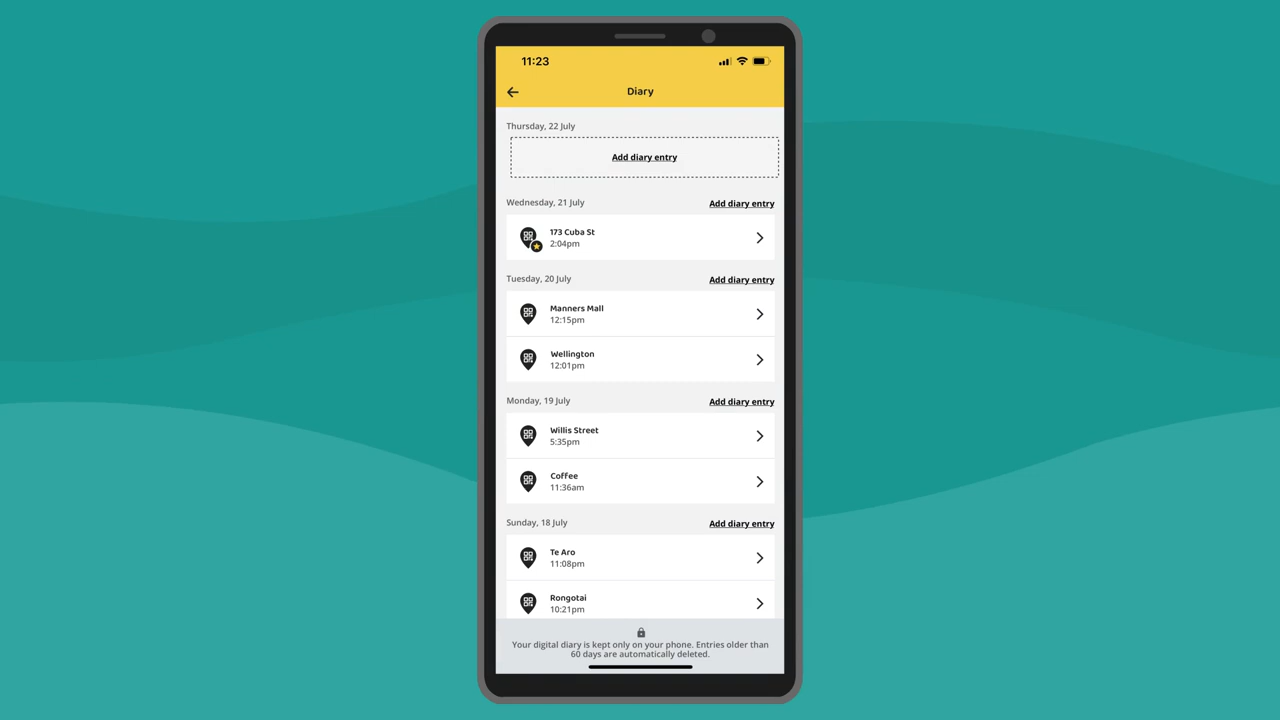 11:23
Diary
Thursday, 22 July
Add diary entry
Wednesday, 21 July
Add diary entry
173 Cuba St
2:04pm
Tuesday, 20 July
Add diary entry
Manners Mall
12:15pm
Wellington
12:01pm
Monday, 19 July
Add diary entry
Willis Street
5:35pm
Coffee
11:36am
Sunday, 18 July
Add diary entry
Te Aro
11:08pm
Rongotai
10:21pm
Your digital diary is kept only on your phone. Entries older than
60 days are automatically deleted.